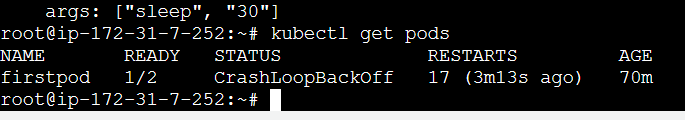 args: ["sleep", "30"]
root@ip-172-31-7-252:~# kubectl get pods
NAME READY STATUS RESTARTS AGE
firstpod 1/2 CrashLoopBackOff 17 (3m13s ago) 70m
root@ip-172-31-7-252:~#